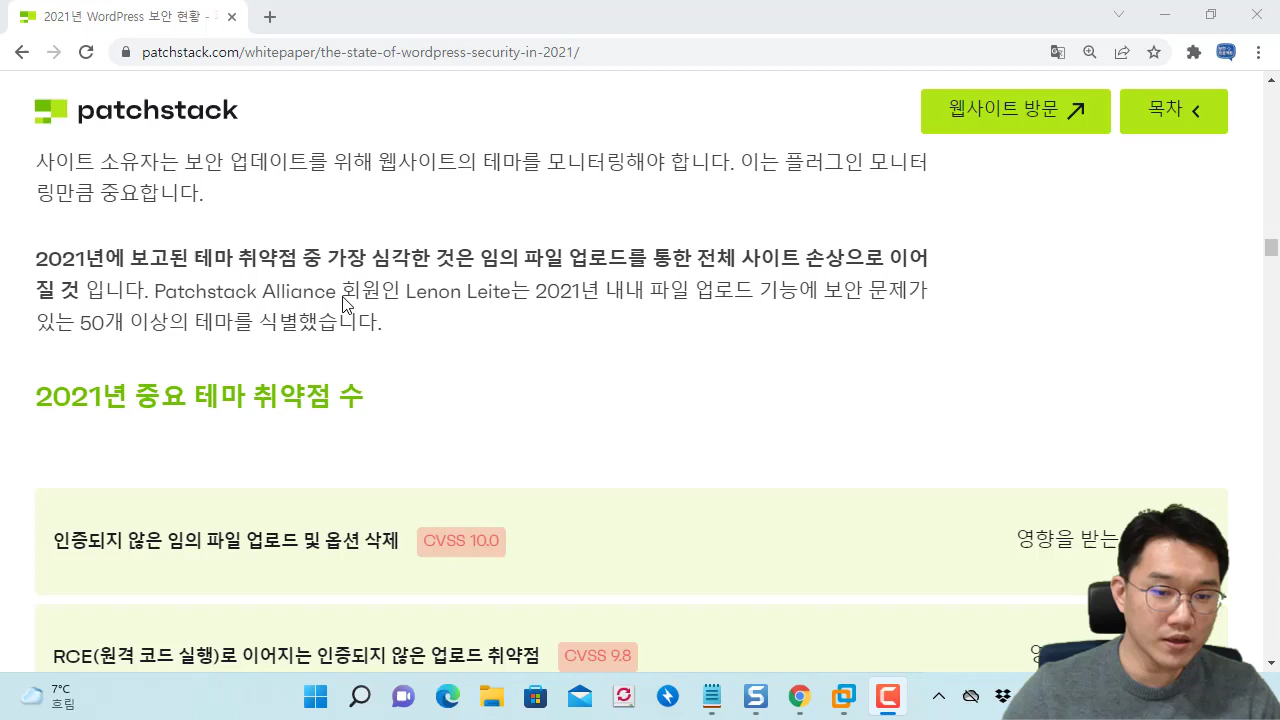 2021년 WordPress 보안 현황 -
patchstack.com/whitepaper/the-state-of-wordpress-security-in-2021/
patchstack
웹사이트 방문
목차
사이트 소유자는 보안 업데이트를 위해 웹사이트의 테마를 모니터링해야 합니다. 이는 플러그인 모니터
링만큼 중요합니다.
2021년에 보고된 테마 취약점 중 가장 심각한 것은 임의 파일 업로드를 통한 전체 사이트 손상으로 이어
질 것 입니다. Patchstack Alliance 회원인 Lenon Leite는 2021년 내내 파일 업로드 기능에 보안 문제가
있는 50개 이상의 테마를 식별했습니다.
2021년 중요 테마 취약점 수
인증되지 않은 임의 파일 업로드 및 옵션 삭제 CVSS 10.0
영향을 받는
RCE(원격 코드 실행)로 이어지는 인증되지 않은 업로드 취약점 CVSS 9.8
7°C
흐림